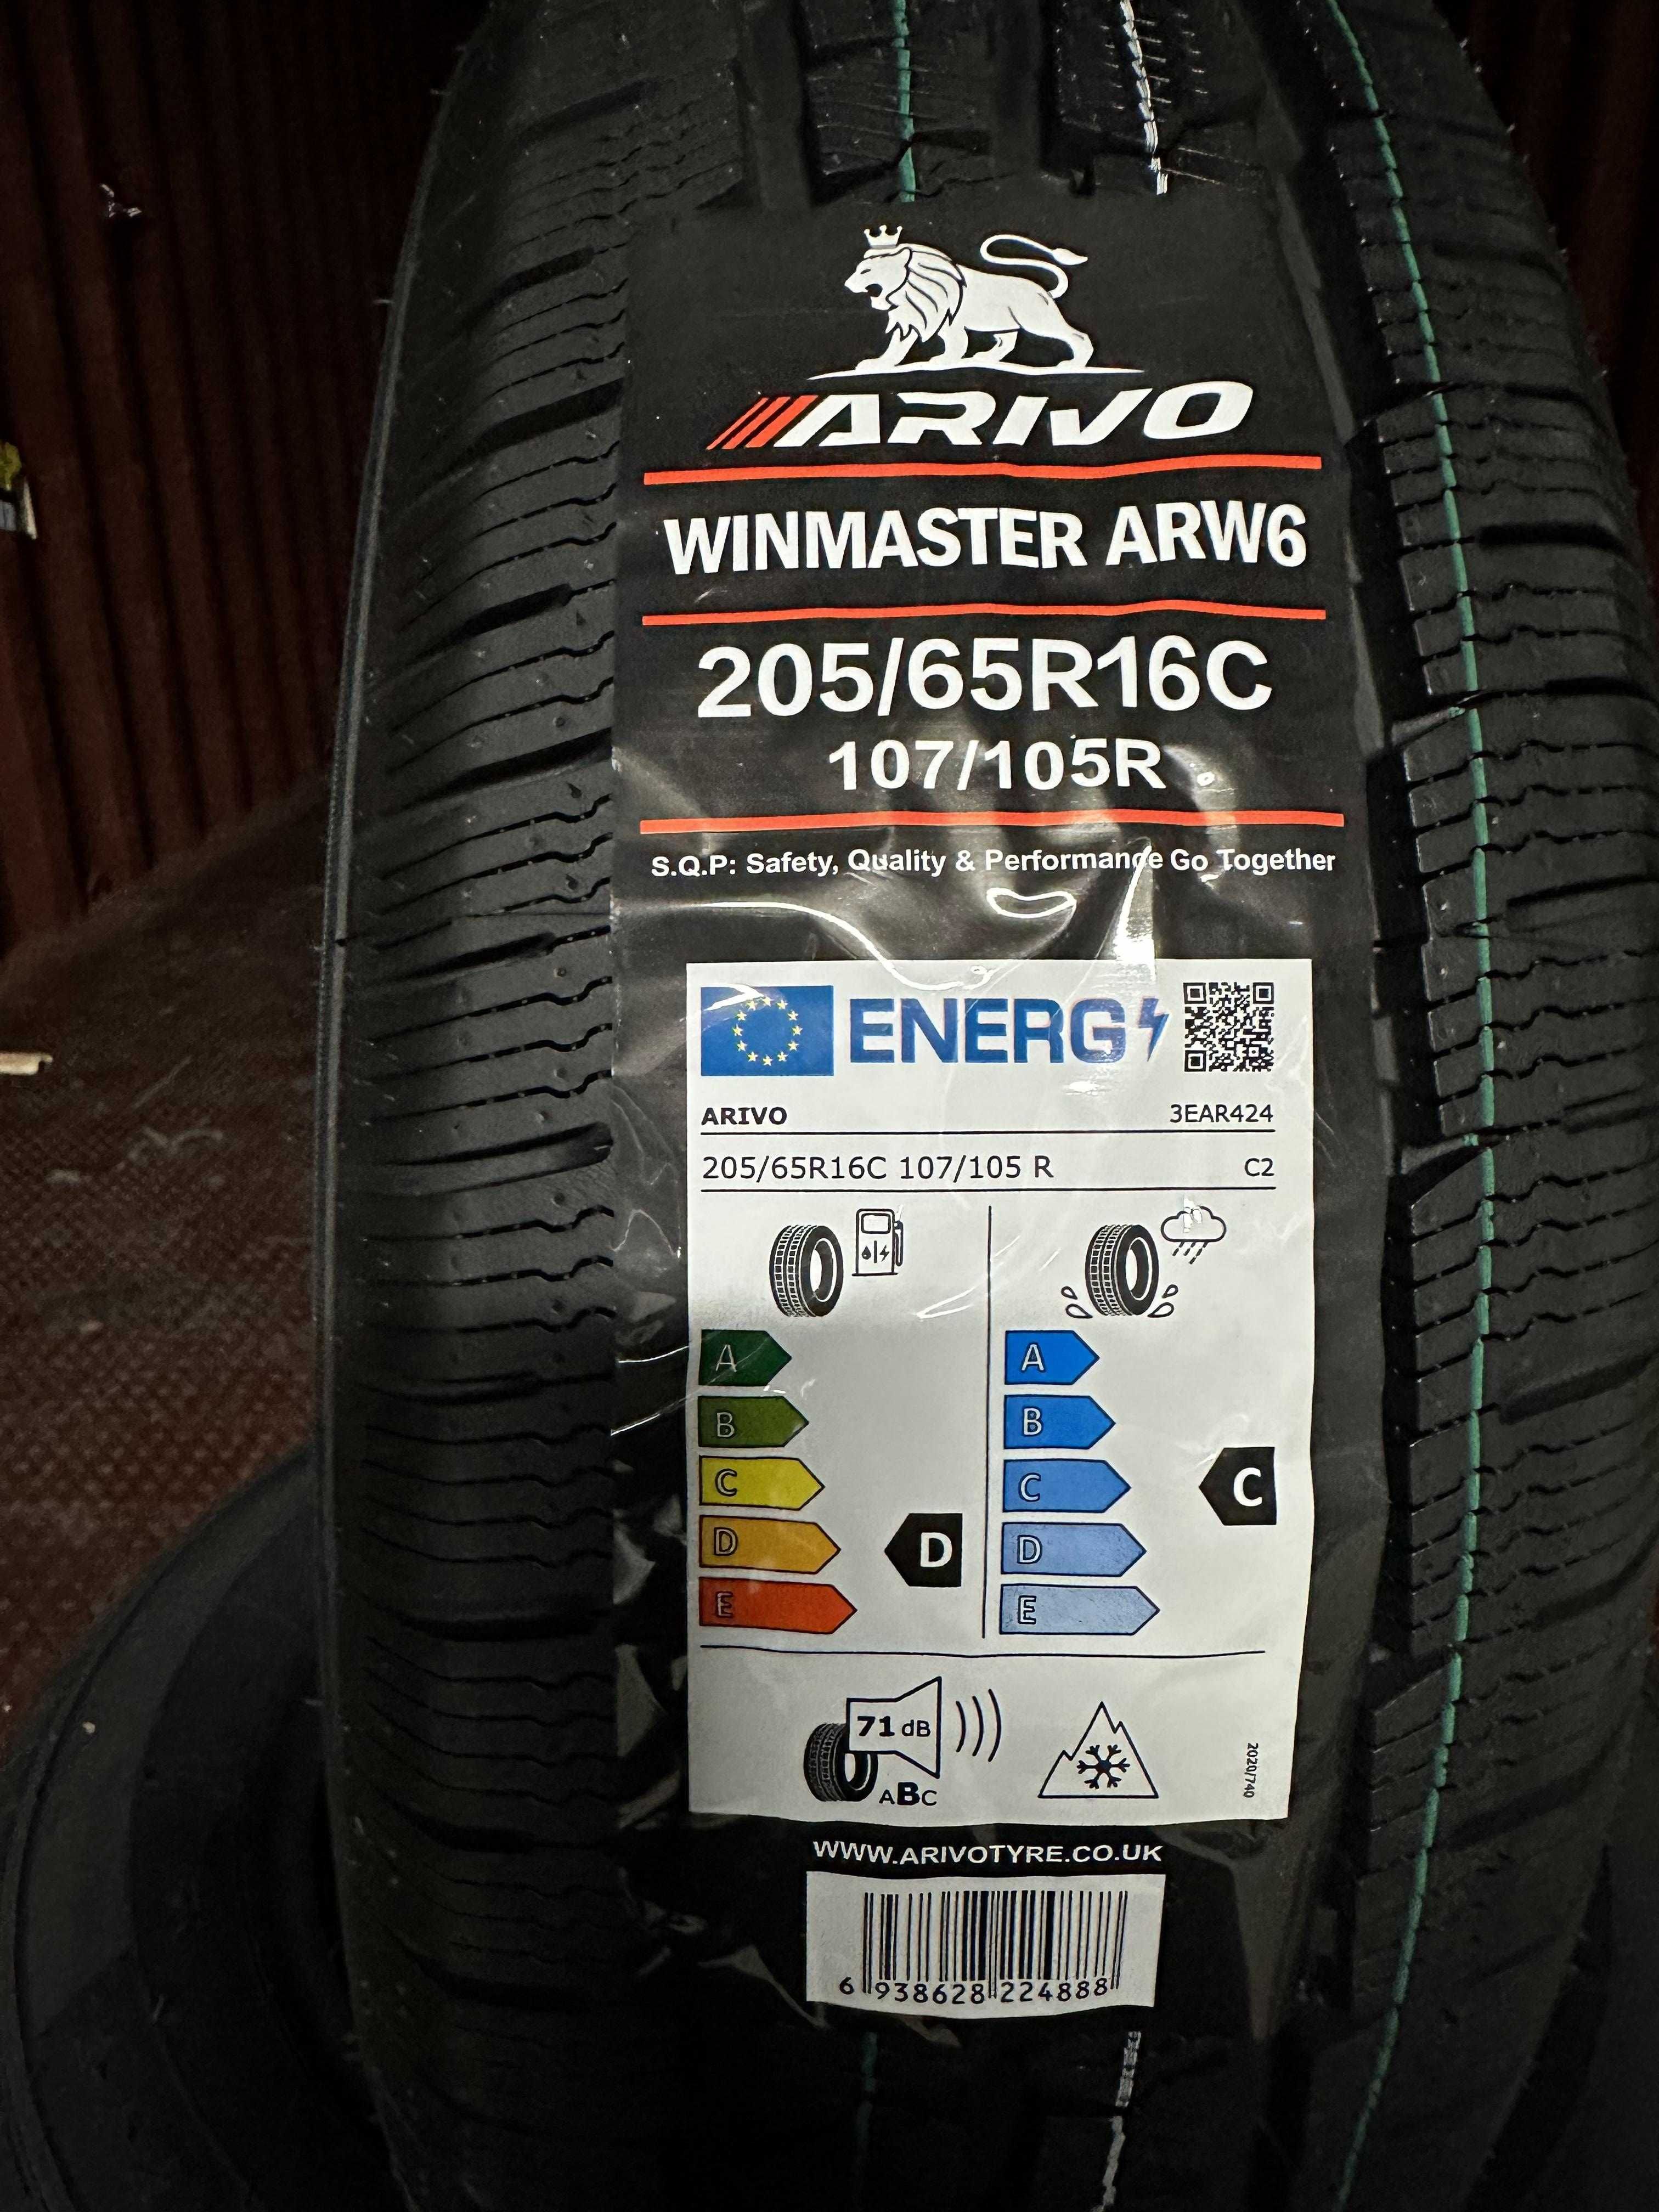 ARIVO
WINMASTER ARW6
205/65R16C
107/105R
S.Q.P: Safety, Quality & Performance Go Together
ENERG
ARIVO 3EAR424
205/65R16C 107/105 R C2
A A
B B
C C C
D D D
E E
71 dB
ABC
2020/740
WWW.ARIVOTYRE.CO.UK
6 938628 224888